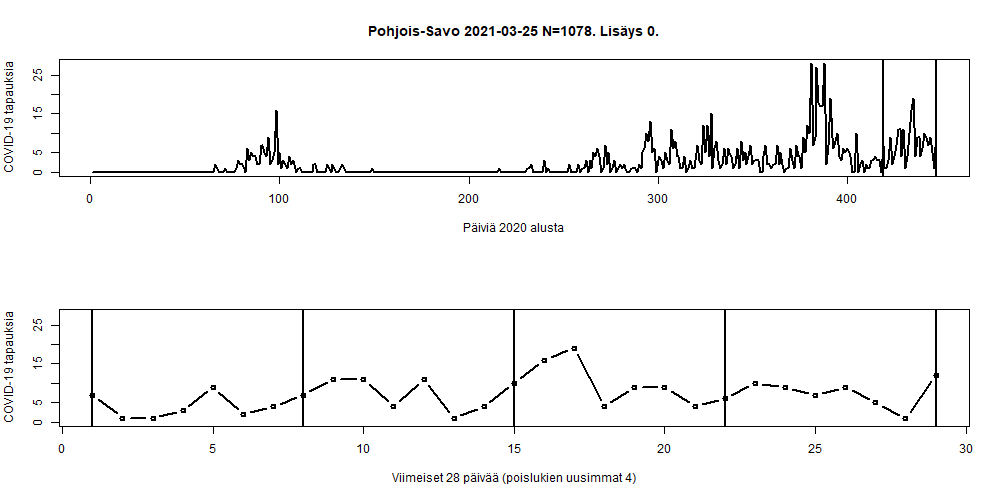 Pohjois-Savo 2021-03-25 N=1078. Lisäys 0.
COVID-19 tapauksia
0 5 15 25
0 100 200 300 400
Päiviä 2020 alusta
COVID-19 tapauksia
0 5 15 25
0 5 10 15 20 25 30
Viimeiset 28 päivää (poislukien uusimmat 4)